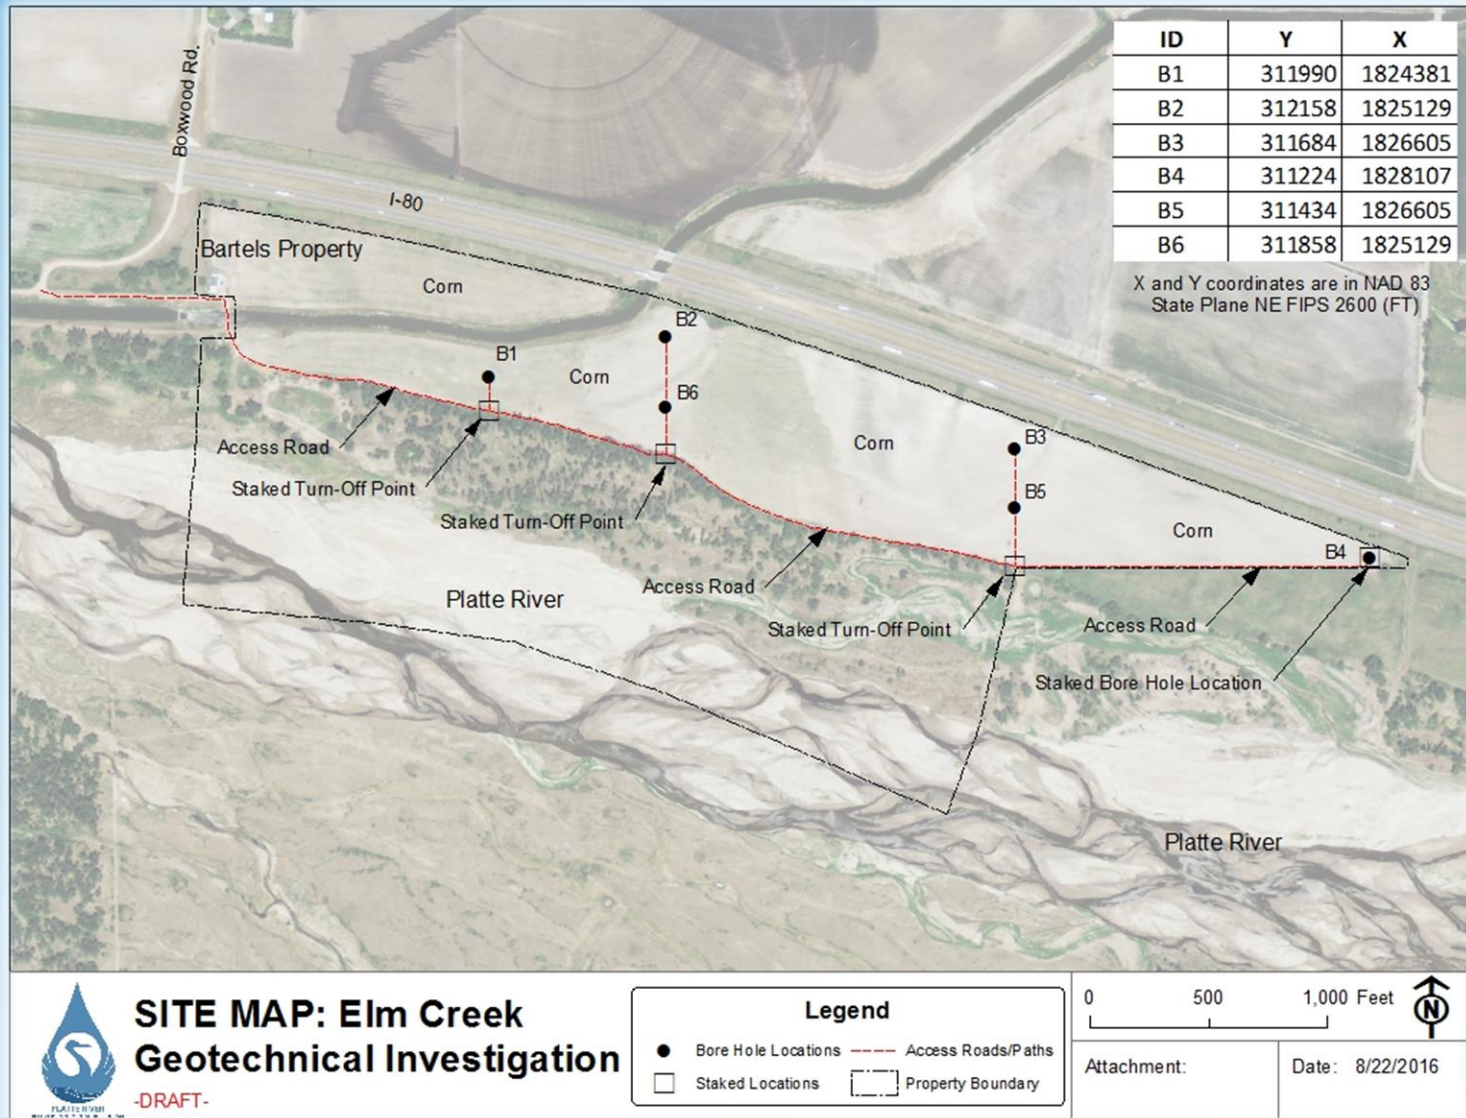 ID Y X
B1 311990 1824381
B2 312158 1825129
B3 311684 1826605
B4 311224 1828107
B5 311434 1826605
B6 311858 1825129
X and Y coordinates are in NAD 83
State Plane NE FIPS 2600 (FT)
Boxwood Rd.
I-80
Bartels Property
Corn
B2
B1
Corn
B6
B3
Corn
Access Road
Staked Turn-Off Point
B5
Staked Turn-Off Point
Corn
B4
Access Road
Platte River
Staked Turn-Off Point
Access Road
Staked Bore Hole Location
Platte River
SITE MAP: Elm Creek
Geotechnical Investigation
-DRAFT-
PLATTE RIVER
Legend
Bore Hole Locations
Access Roads/Paths
Staked Locations
Property Boundary
0 500 1,000 Feet
N
Attachment:
Date: 8/22/2016